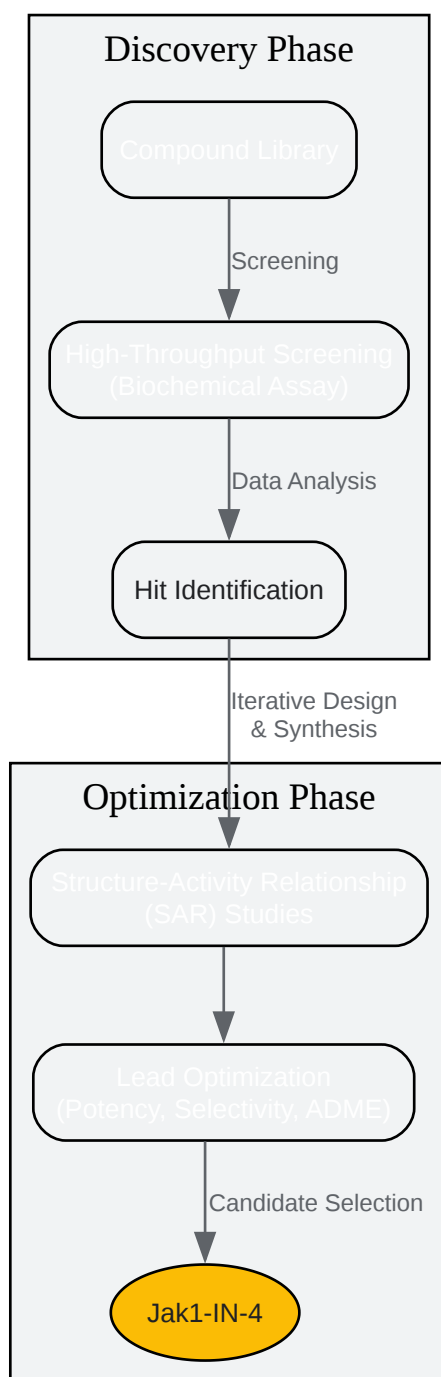 Discovery Phase
Compound Library
Screening
High-Throughput Screening
(Biochemical Assay)
Data Analysis
Hit Identification
Iterative Design
& Synthesis
Optimization Phase
Structure-Activity Relationship
(SAR) Studies
Lead Optimization
(Potency, Selectivity, ADME)
Candidate Selection
Jak1-IN-4